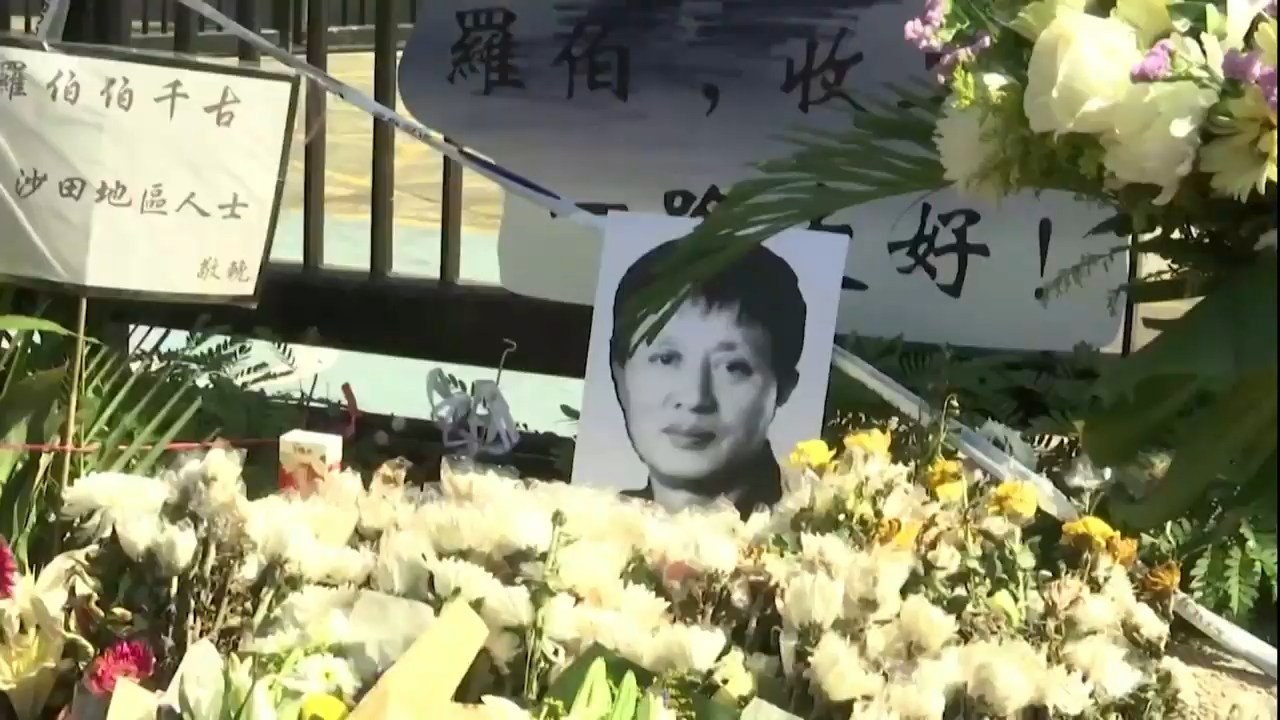 羅伯伯千古
沙田地區人士
敬輓
羅伯，收
好！